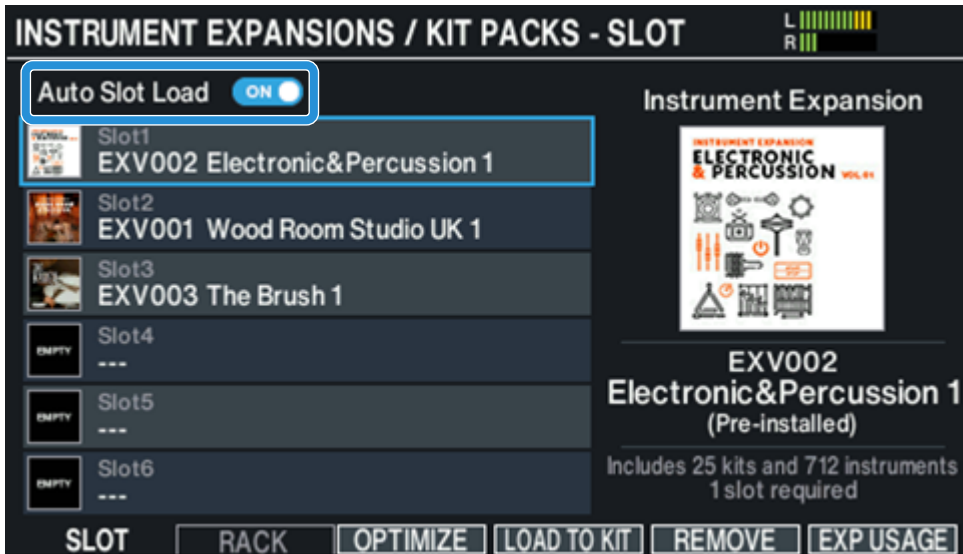 INSTRUMENT EXPANSIONS / KIT PACKS - SLOT
L
R
Auto Slot Load ON
Slot1
EXV002 Electronic&Percussion 1
Slot2
EXV001 Wood Room Studio UK 1
Slot3
EXV003 The Brush 1
EMPTY
Slot4
---
EMPTY
Slot5
---
EMPTY
Slot6
---
Instrument Expansion
INSTRUMENT EXPANSION
ELECTRONIC
& PERCUSSION VOL.01
EXV002
Electronic&Percussion 1
(Pre-installed)
Includes 25 kits and 712 instruments
1 slot required
SLOT RACK OPTIMIZE LOAD TO KIT REMOVE EXP USAGE